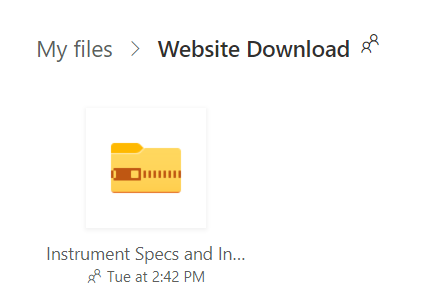 My files > Website Download
Instrument Specs and In...
Tue at 2:42 PM